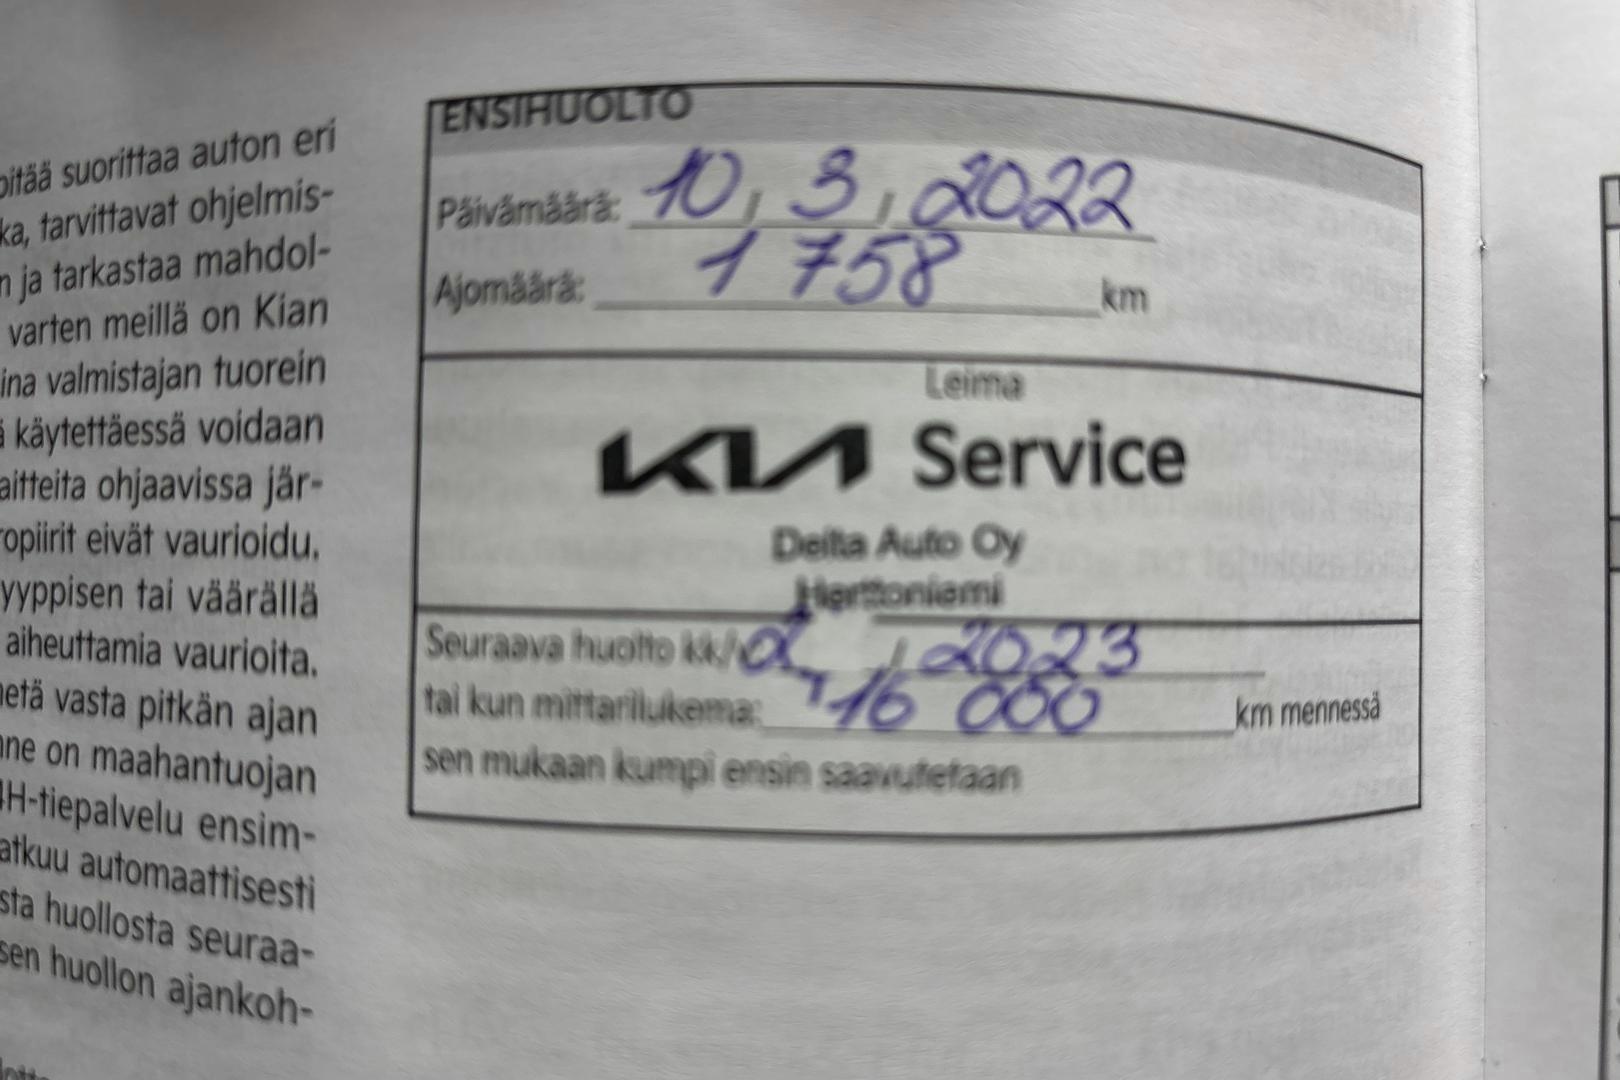 pitää suorittaa auton eri
ka, tarvittavat ohjelmis-
n ja tarkastaa mahdol-
varten meillä on Kian
ina valmistajan tuorein
ä käytettäessä voidaan
aitteita ohjaavissa jär-
ropiirit eivät vaurioidu.
yyppisen tai väärällä
aiheuttamia vaurioita.
netä vasta pitkän ajan
nne on maahantuojan
4H-tiepalvelu ensim-
atkuu automaattisesti
sta huollosta seuraa-
sen huollon ajankoh-
ENSIHUOLTO
Päivämäärä: 10 / 3 / 2022
Ajomäärä: 1 758 km
Leima
KIA Service
Delta Auto Oy
Herttoniemi
Seuraava huolto kk/ 2 / 2023
tai kun mittarilukema: 16 000 km mennessä
sen mukaan kumpi ensin saavutetaan